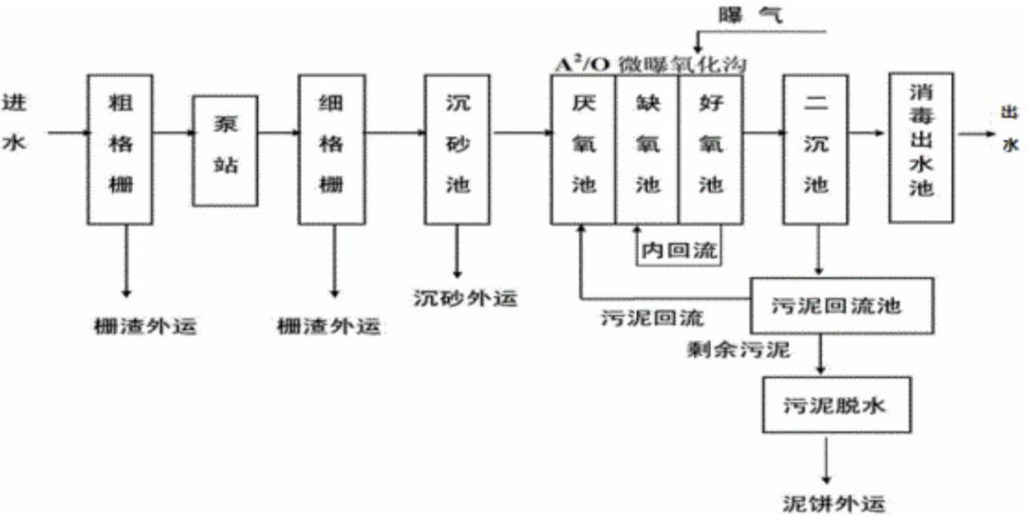 曝气
A²/O 微曝氧化沟
进水
粗格栅
泵站
细格栅
沉砂池
厌氧池
缺氧池
好氧池
二沉池
消毒出水池
出水
内回流
栅渣外运
栅渣外运
沉砂外运
污泥回流
污泥回流池
剩余污泥
污泥脱水
泥饼外运